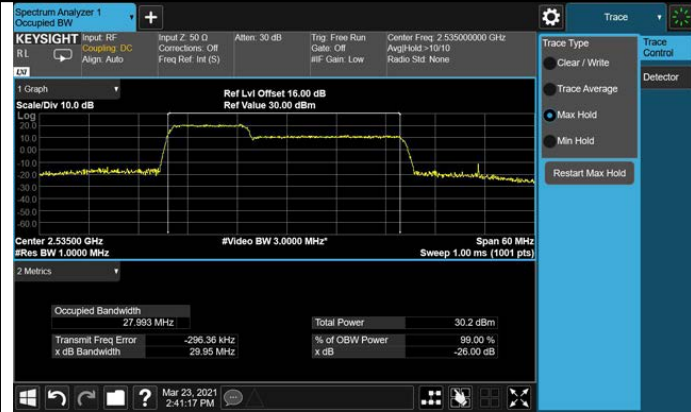 Spectrum Analyzer 1
Occupied BW
+
Trace
KEYSIGHT
RL
LXI
Input: RF
Coupling: DC
Align: Auto
Input Z: 50 Ω
Corrections: Off
Freq Ref: Int (S)
Atten: 30 dB
Trig: Free Run
Gate: Off
#IF Gain: Low
Center Freq: 2.535000000 GHz
Avg|Hold:>10/10
Radio Std: None
Trace Type
Clear / Write
Trace Average
Max Hold
Min Hold
Restart Max Hold
Trace
Control
Detector
1 Graph
Scale/Div 10.0 dB
Ref Lvl Offset 16.00 dB
Ref Value 30.00 dBm
Log
20.0
10.0
0.00
-10.0
-20.0
-30.0
-40.0
-50.0
-60.0
Center 2.53500 GHz
#Res BW 1.0000 MHz
#Video BW 3.0000 MHz*
Span 60 MHz
Sweep 1.00 ms (1001 pts)
2 Metrics
Occupied Bandwidth
27.993 MHz
Total Power 30.2 dBm
Transmit Freq Error -296.36 kHz
% of OBW Power 99.00 %
x dB Bandwidth 29.95 MHz
x dB -26.00 dB
?
Mar 23, 2021
2:41:17 PM